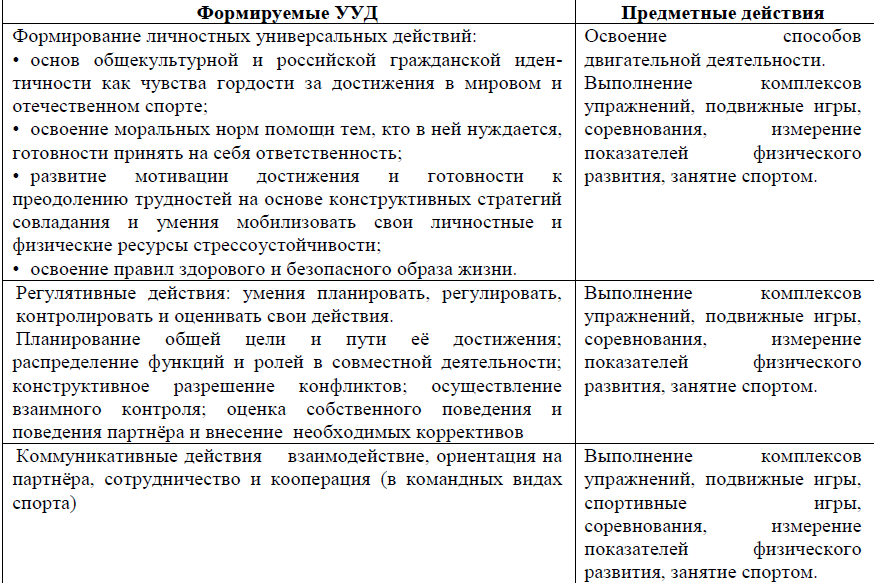 Формируемые УУД
Предметные действия
Формирование личностных универсальных действий:
• основ общекультурной и российской гражданской иден-
тичности как чувства гордости за достижения в мировом и
отечественном спорте;
• освоение моральных норм помощи тем, кто в ней нуждается,
готовности принять на себя ответственность;
• развитие мотивации достижения и готовности к
преодолению трудностей на основе конструктивных стратегий
совладания и умения мобилизовать свои личностные и
физические ресурсы стрессоустойчивости;
• освоение правил здорового и безопасного образа жизни.
Освоение способов
двигательной деятельности.
Выполнение комплексов
упражнений, подвижные игры,
соревнования, измерение
показателей физического
развития, занятие спортом.
Регулятивные действия: умения планировать, регулировать,
контролировать и оценивать свои действия.
Планирование общей цели и пути её достижения;
распределение функций и ролей в совместной деятельности;
конструктивное разрешение конфликтов; осуществление
взаимного контроля; оценка собственного поведения и
поведения партнёра и внесение необходимых коррективов
Выполнение комплексов
упражнений, подвижные игры,
соревнования, измерение
показателей физического
развития, занятие спортом.
Коммуникативные действия взаимодействие, ориентация на
партнёра, сотрудничество и кооперация (в командных видах
спорта)
Выполнение комплексов
упражнений, подвижные игры,
спортивные игры,
соревнования, измерение
показателей физического
развития, занятие спортом.